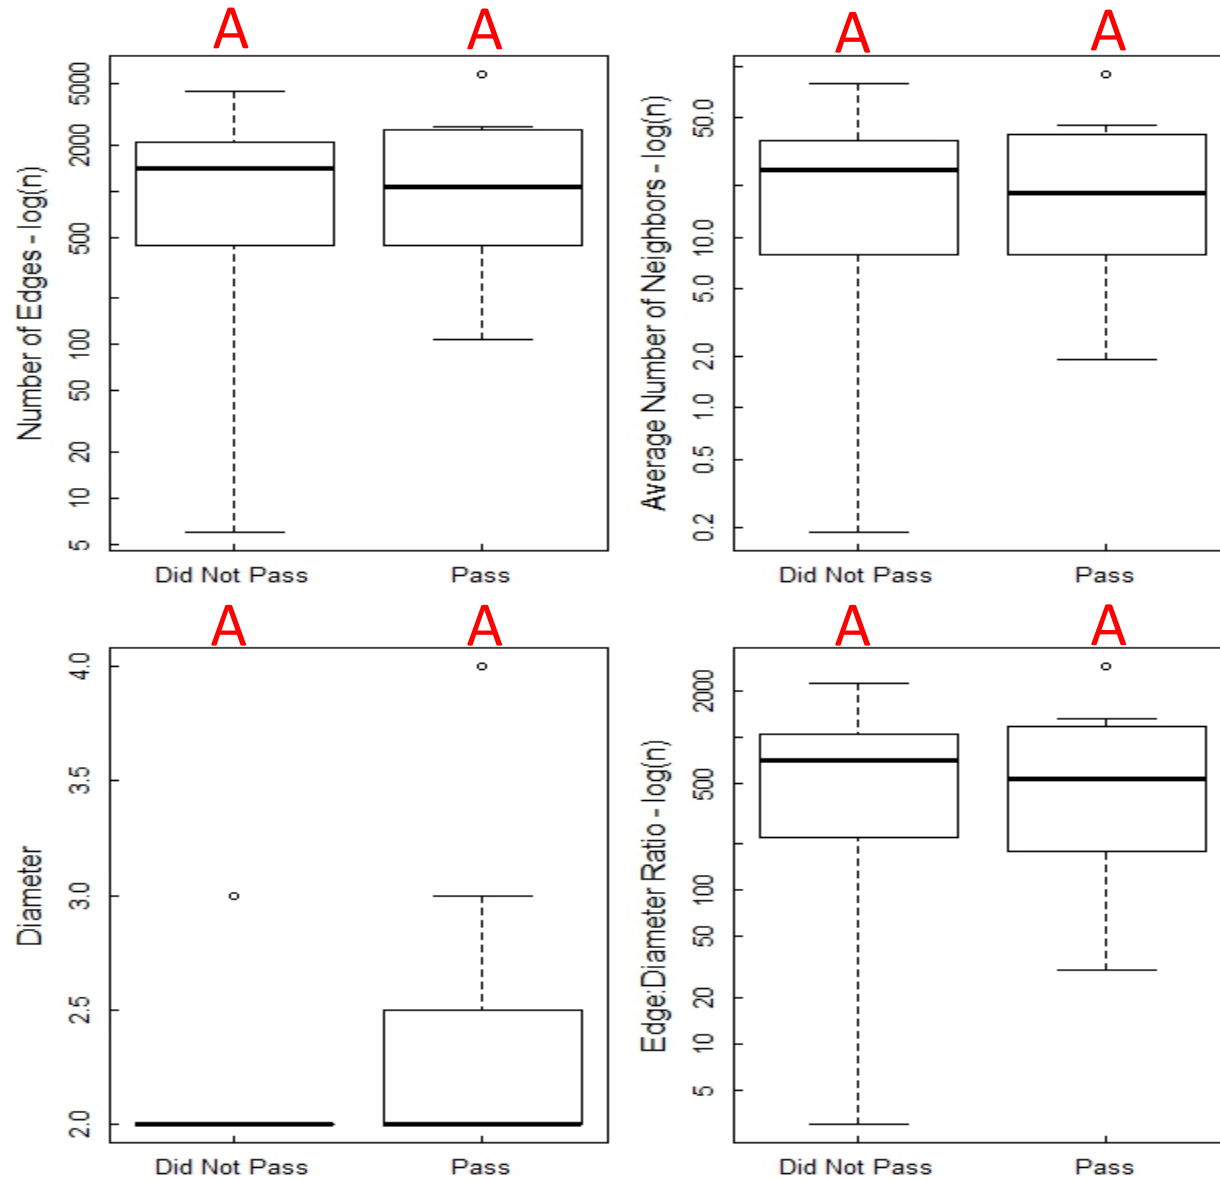 A A
Number of Edges - log(n)
5000
2000
500
100
50
20
10
5
Did Not Pass Pass
A A
Average Number of Neighbors - log(n)
50.0
10.0
5.0
2.0
1.0
0.5
0.2
Did Not Pass Pass
A A
Diameter
4.0
3.5
3.0
2.5
2.0
Did Not Pass Pass
A A
Edge:Diameter Ratio - log(n)
2000
500
100
50
20
10
5
Did Not Pass Pass